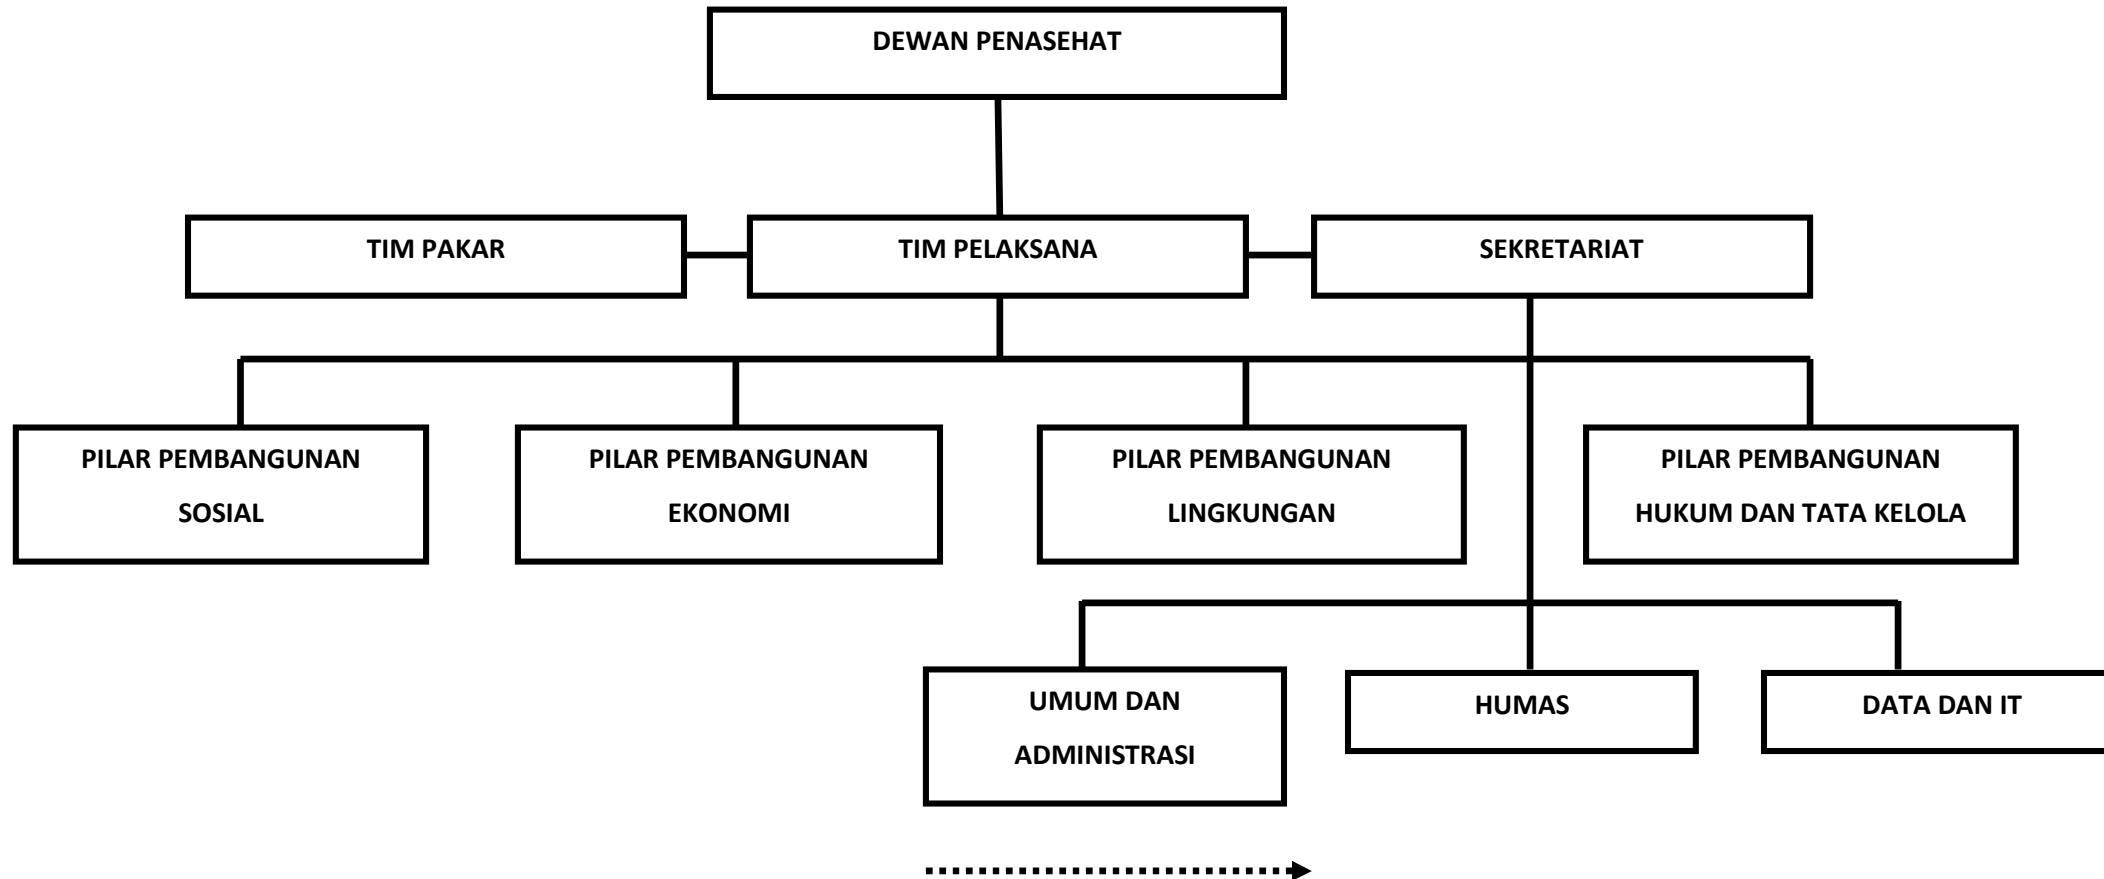 DEWAN PENASEHAT
TIM PAKAR
TIM PELAKSANA
SEKRETARIAT
PILAR PEMBANGUNAN
SOSIAL
PILAR PEMBANGUNAN
EKONOMI
PILAR PEMBANGUNAN
LINGKUNGAN
PILAR PEMBANGUNAN
HUKUM DAN TATA KELOLA
UMUM DAN
ADMINISTRASI
HUMAS
DATA DAN IT